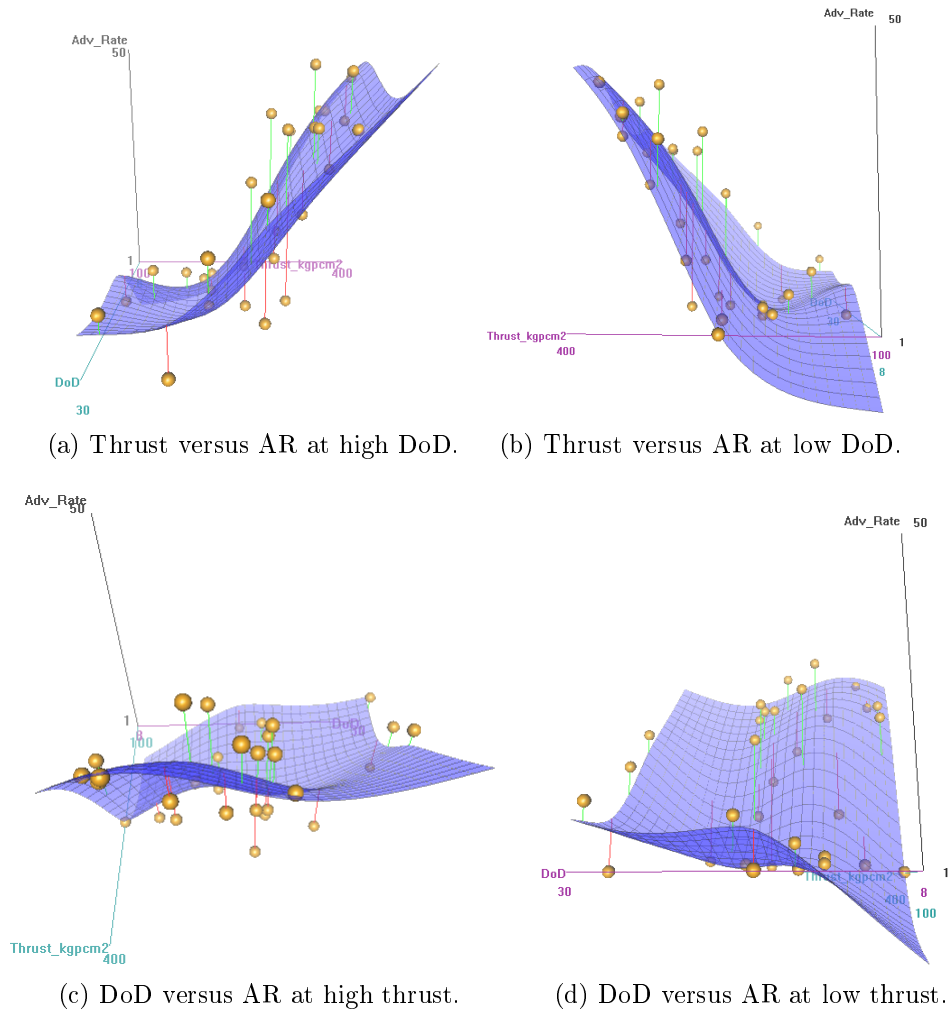 Adv_Rate
50
1
100
Thrust_kgpcm2
400
DoD
30
Adv_Rate
50
DoD
30
Thrust_kgpcm2
400
1
100
8
(a) Thrust versus AR at high DoD.
(b) Thrust versus AR at low DoD.
Adv_Rate
50
1
8
100
DoD
30
Thrust_kgpcm2
400
Adv_Rate
50
DoD
30
Thrust_kgpcm2
400
1
8
100
(c) DoD versus AR at high thrust.
(d) DoD versus AR at low thrust.